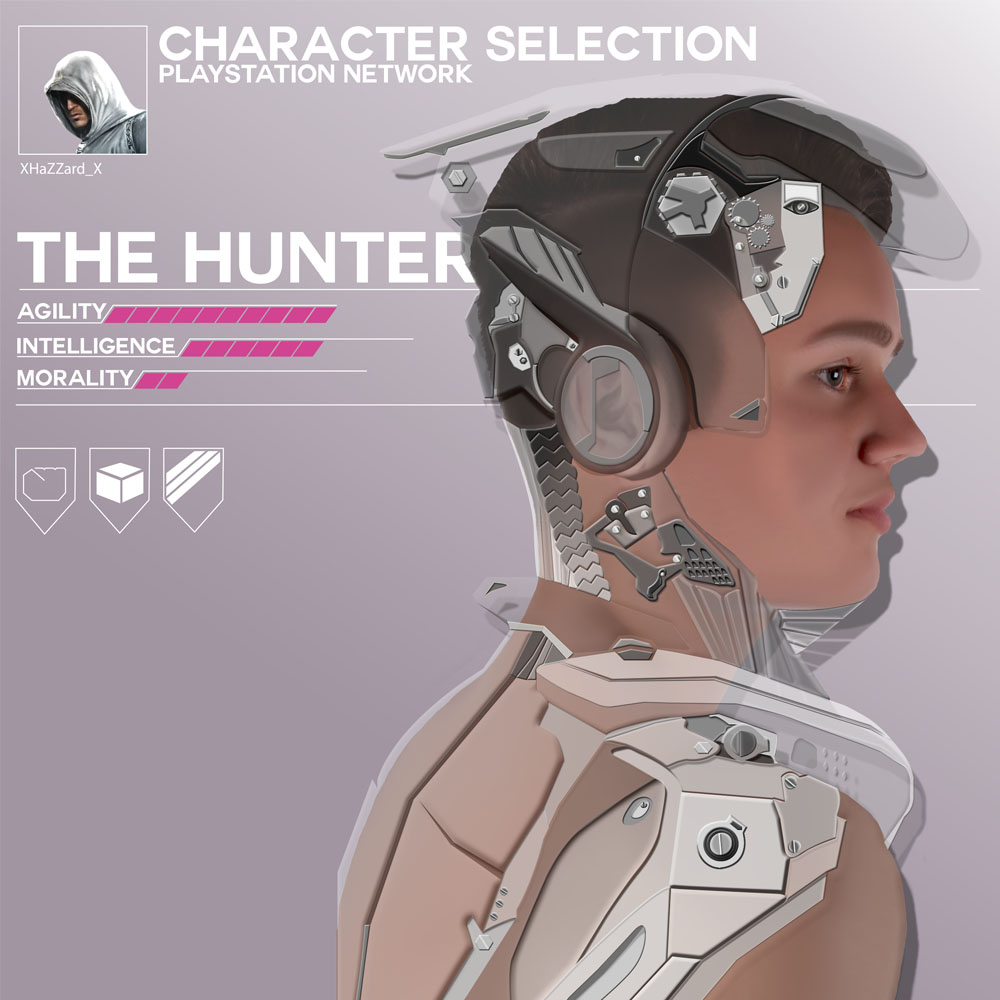 CHARACTER SELECTION
PLAYSTATION NETWORK
XHaZZard_X
THE HUNTER
AGILITY
INTELLIGENCE
MORALITY